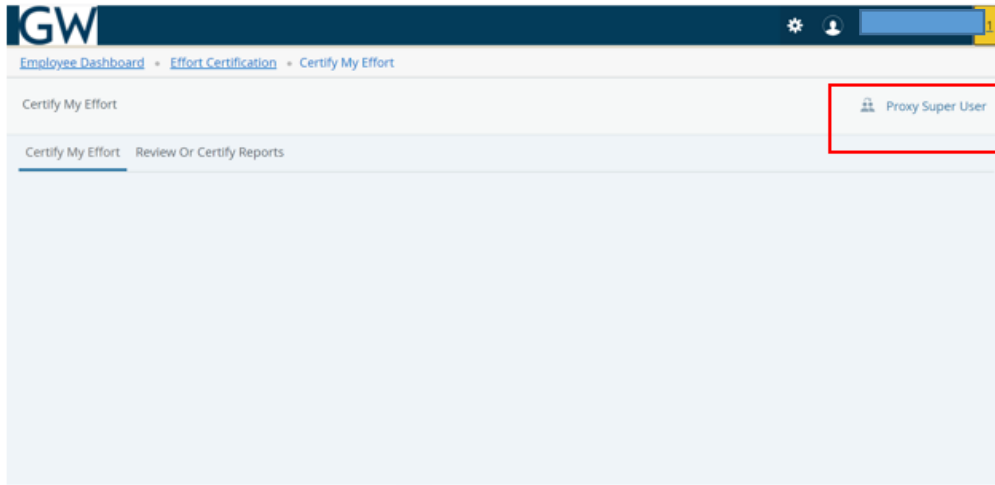 GW
1
Employee Dashboard • Effort Certification • Certify My Effort
Certify My Effort
Proxy Super User
Certify My Effort Review Or Certify Reports